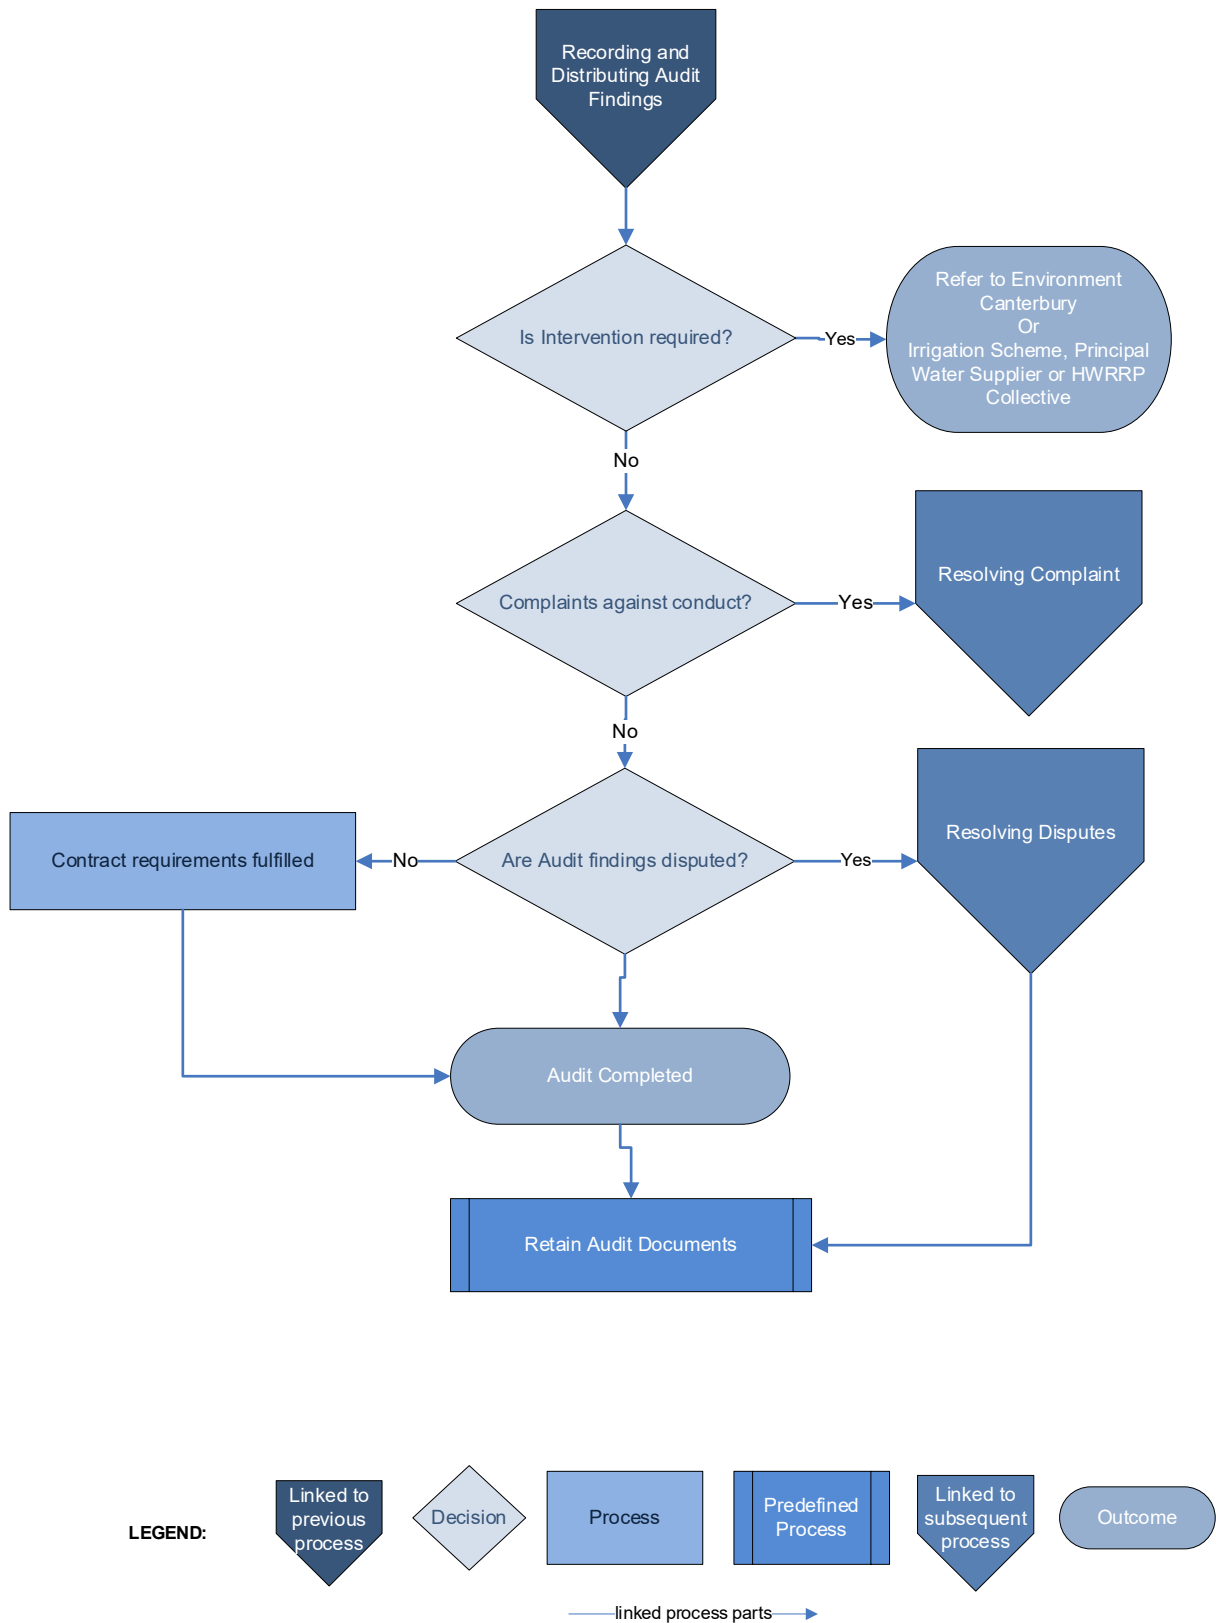 Recording and
Distributing Audit
Findings
Is Intervention required?
Yes
Refer to Environment
Canterbury
Or
Irrigation Scheme, Principal
Water Supplier or HWRRP
Collective
No
Complaints against conduct?
Yes
Resolving Complaint
No
Contract requirements fulfilled
No
Are Audit findings disputed?
Yes
Resolving Disputes
Audit Completed
Retain Audit Documents
LEGEND:
Linked to
previous
process
Decision
Process
Predefined
Process
Linked to
subsequent
process
Outcome
linked process parts